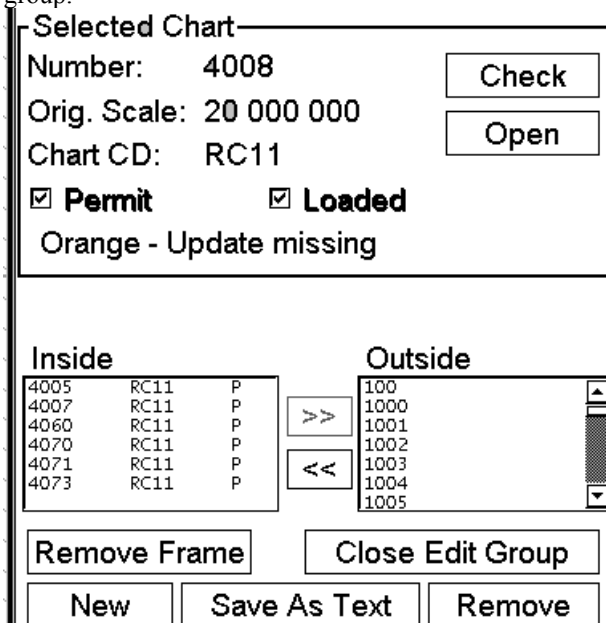 group.
Selected Chart
Number: 4008
Check
Orig. Scale: 20 000 000
Open
Chart CD: RC11
Permit Loaded
Orange - Update missing
Inside Outside
4005 RC11 P
4007 RC11 P
4060 RC11 P
4070 RC11 P
4071 RC11 P
4073 RC11 P
>>
<<
100
1000
1001
1002
1003
1004
1005
Remove Frame Close Edit Group
New Save As Text Remove